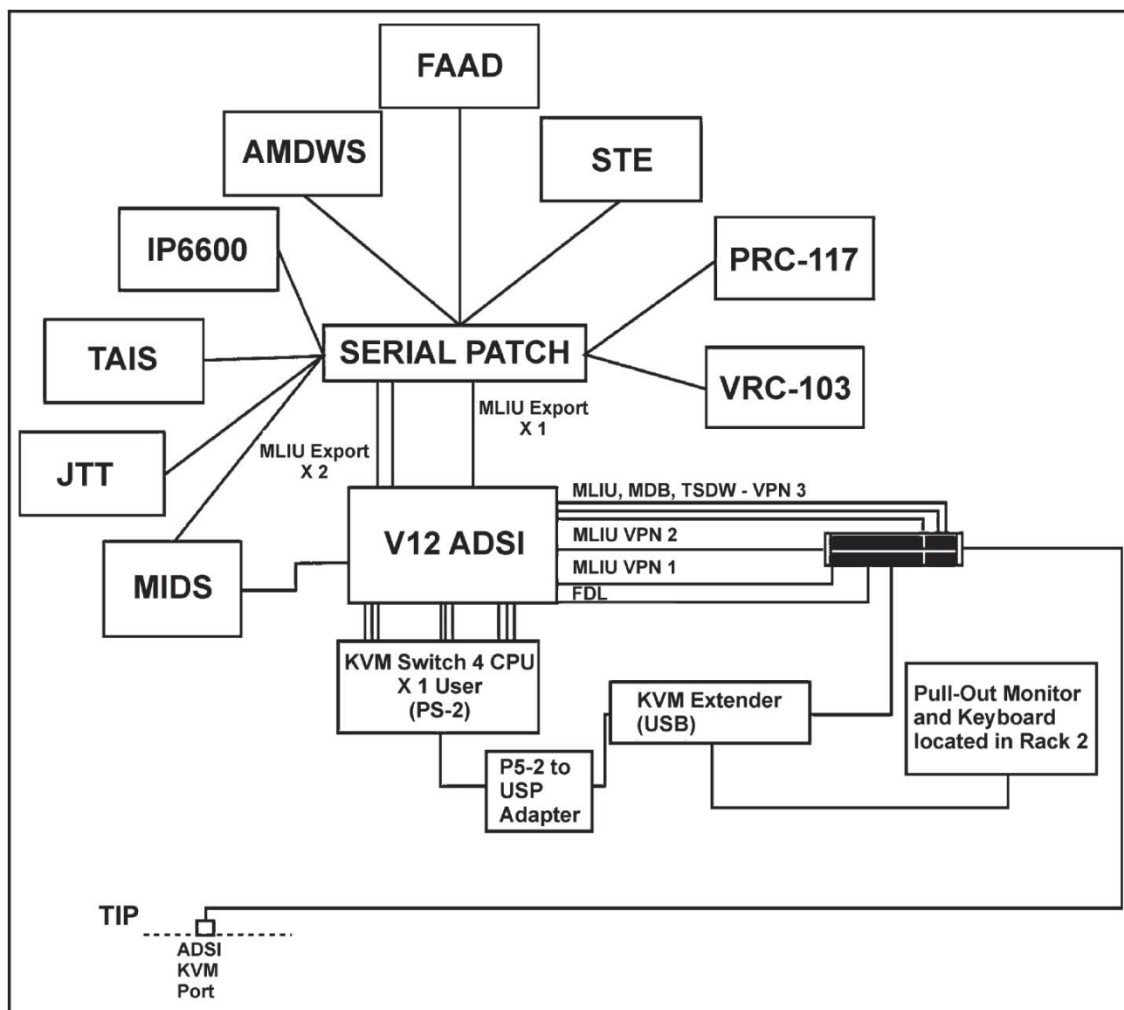 FAAD
AMDWS
STE
IP6600
PRC-117
SERIAL PATCH
TAIS
VRC-103
MLIU Export
X 1
MLIU Export
X 2
JTT
MLIU, MDB, TSDW - VPN 3
V12 ADSI
MLIU VPN 2
MLIU VPN 1
MIDS
FDL
KVM Switch 4 CPU
X 1 User
(PS-2)
KVM Extender
(USB)
Pull-Out Monitor
and Keyboard
located in Rack 2
P5-2 to
USP
Adapter
TIP
ADSI
KVM
Port